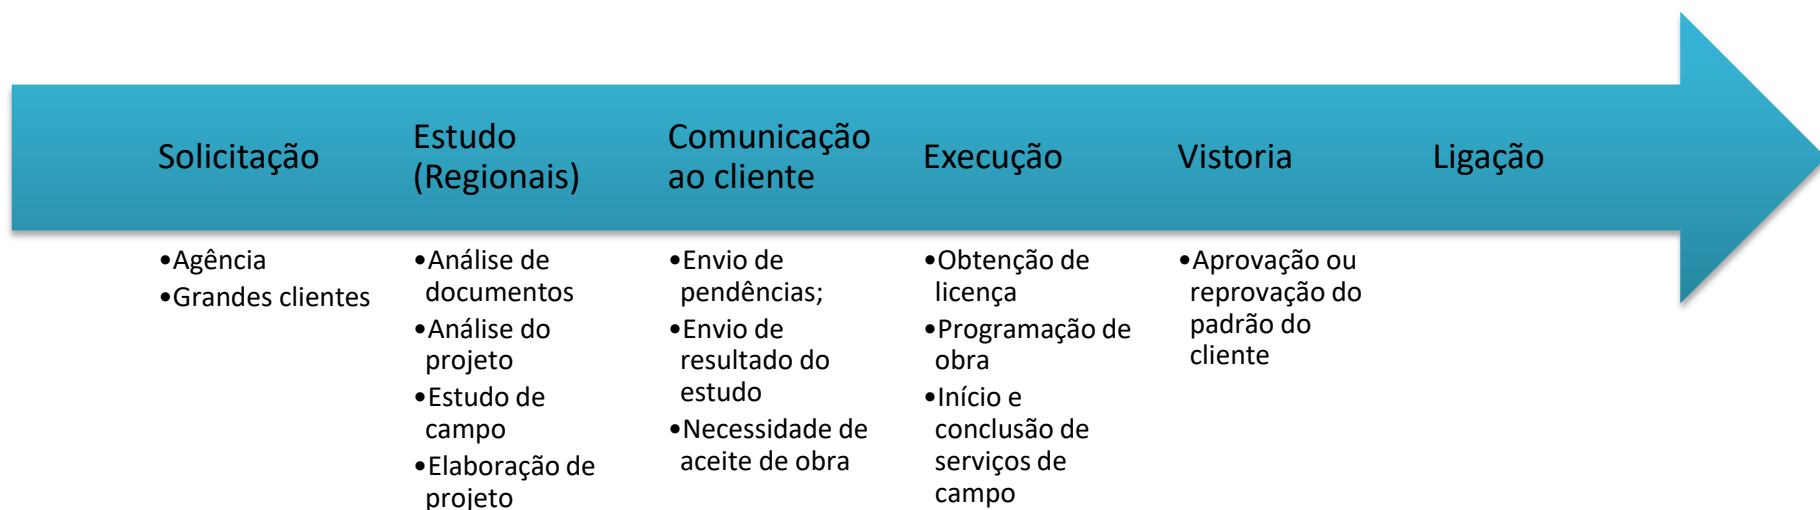 Solicitação
Estudo
(Regionais)
Comunicação
ao cliente
Execução
Vistoria
Ligação
•Agência
•Grandes clientes
•Análise de
documentos
•Análise do
projeto
•Estudo de
campo
•Elaboração de
projeto
•Envio de
pendências;
•Envio de
resultado do
estudo
•Necessidade de
aceite de obra
•Obtenção de
licença
•Programação de
obra
•Início e
conclusão de
serviços de
campo
•Aprovação ou
reprovação do
padrão do
cliente